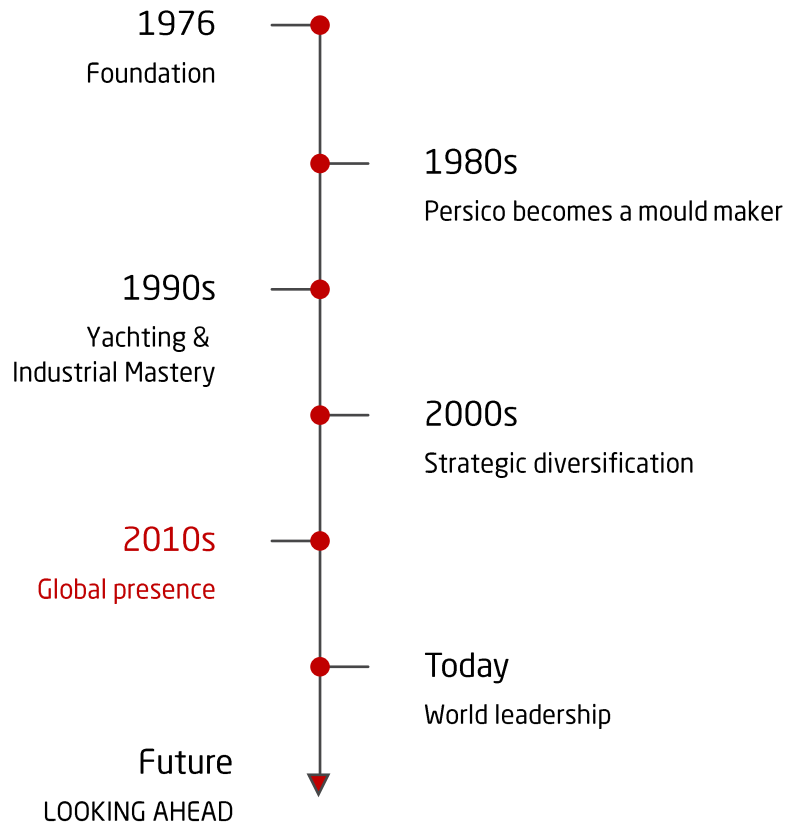 1976
Foundation
1980s
Persico becomes a mould maker
1990s
Yachting &
Industrial Mastery
2000s
Strategic diversification
2010s
Global presence
Today
World leadership
Future
LOOKING AHEAD